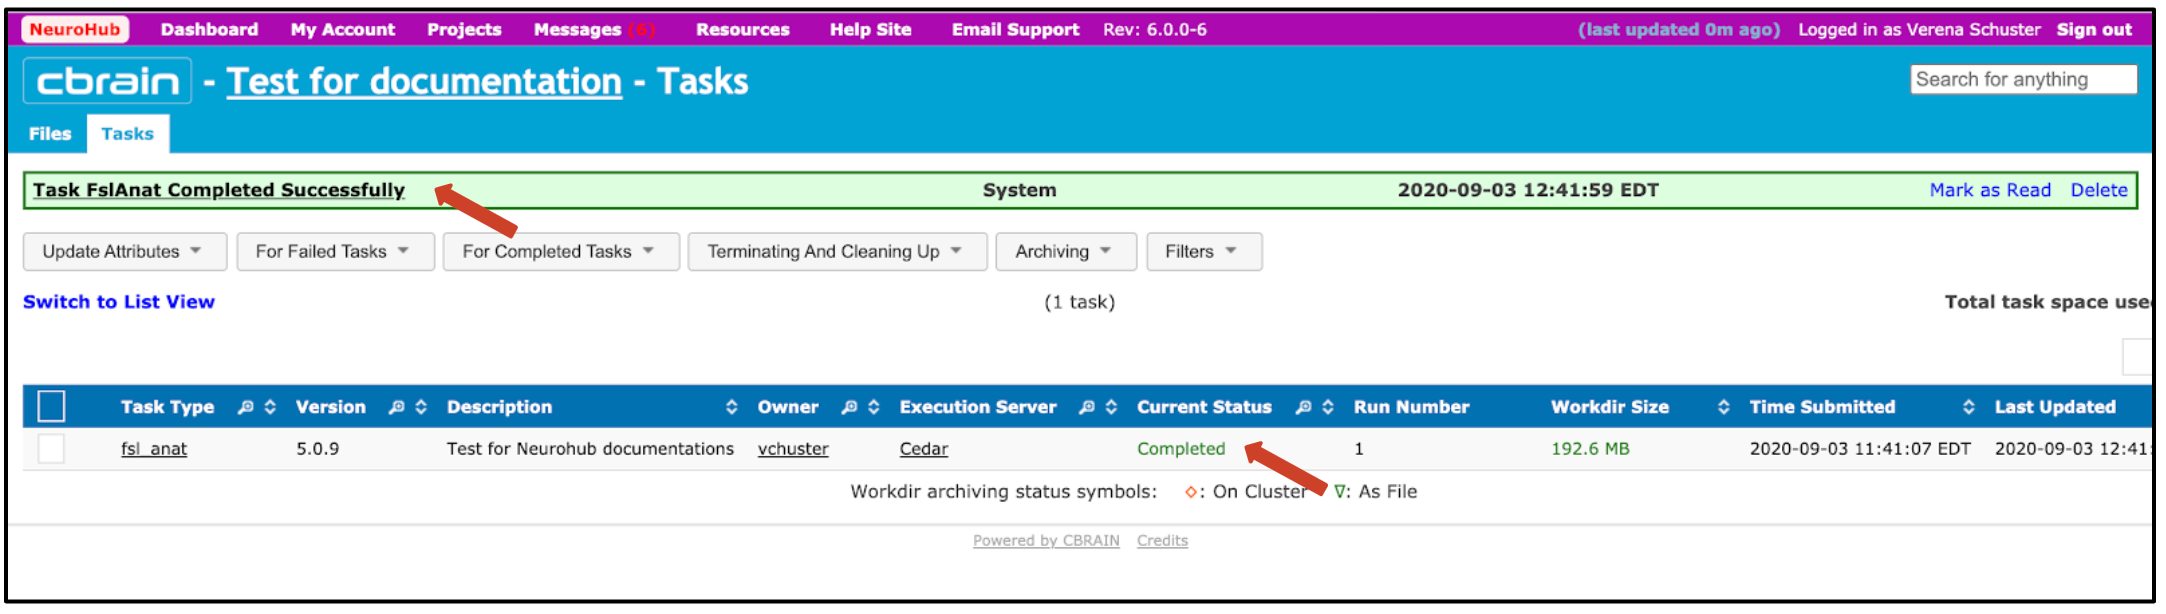 NeuroHub Dashboard My Account Projects Messages (6) Resources Help Site Email Support Rev: 6.0.0-6 (last updated 0m ago) Logged in as Verena Schuster Sign out
cbrain - Test for documentation - Tasks Search for anything
Files Tasks
Task FslAnat Completed Successfully System 2020-09-03 12:41:59 EDT Mark as Read Delete
Update Attributes For Failed Tasks For Completed Tasks Terminating And Cleaning Up Archiving Filters
Switch to List View (1 task) Total task space use
Task Type Version Description Owner Execution Server Current Status Run Number Workdir Size Time Submitted Last Updated
fsl_anat 5.0.9 Test for Neurohub documentations vchuster Cedar Completed 1 192.6 MB 2020-09-03 11:41:07 EDT 2020-09-03 12:41:
Workdir archiving status symbols: ◇: On Cluster ∇: As File
Powered by CBRAIN Credits